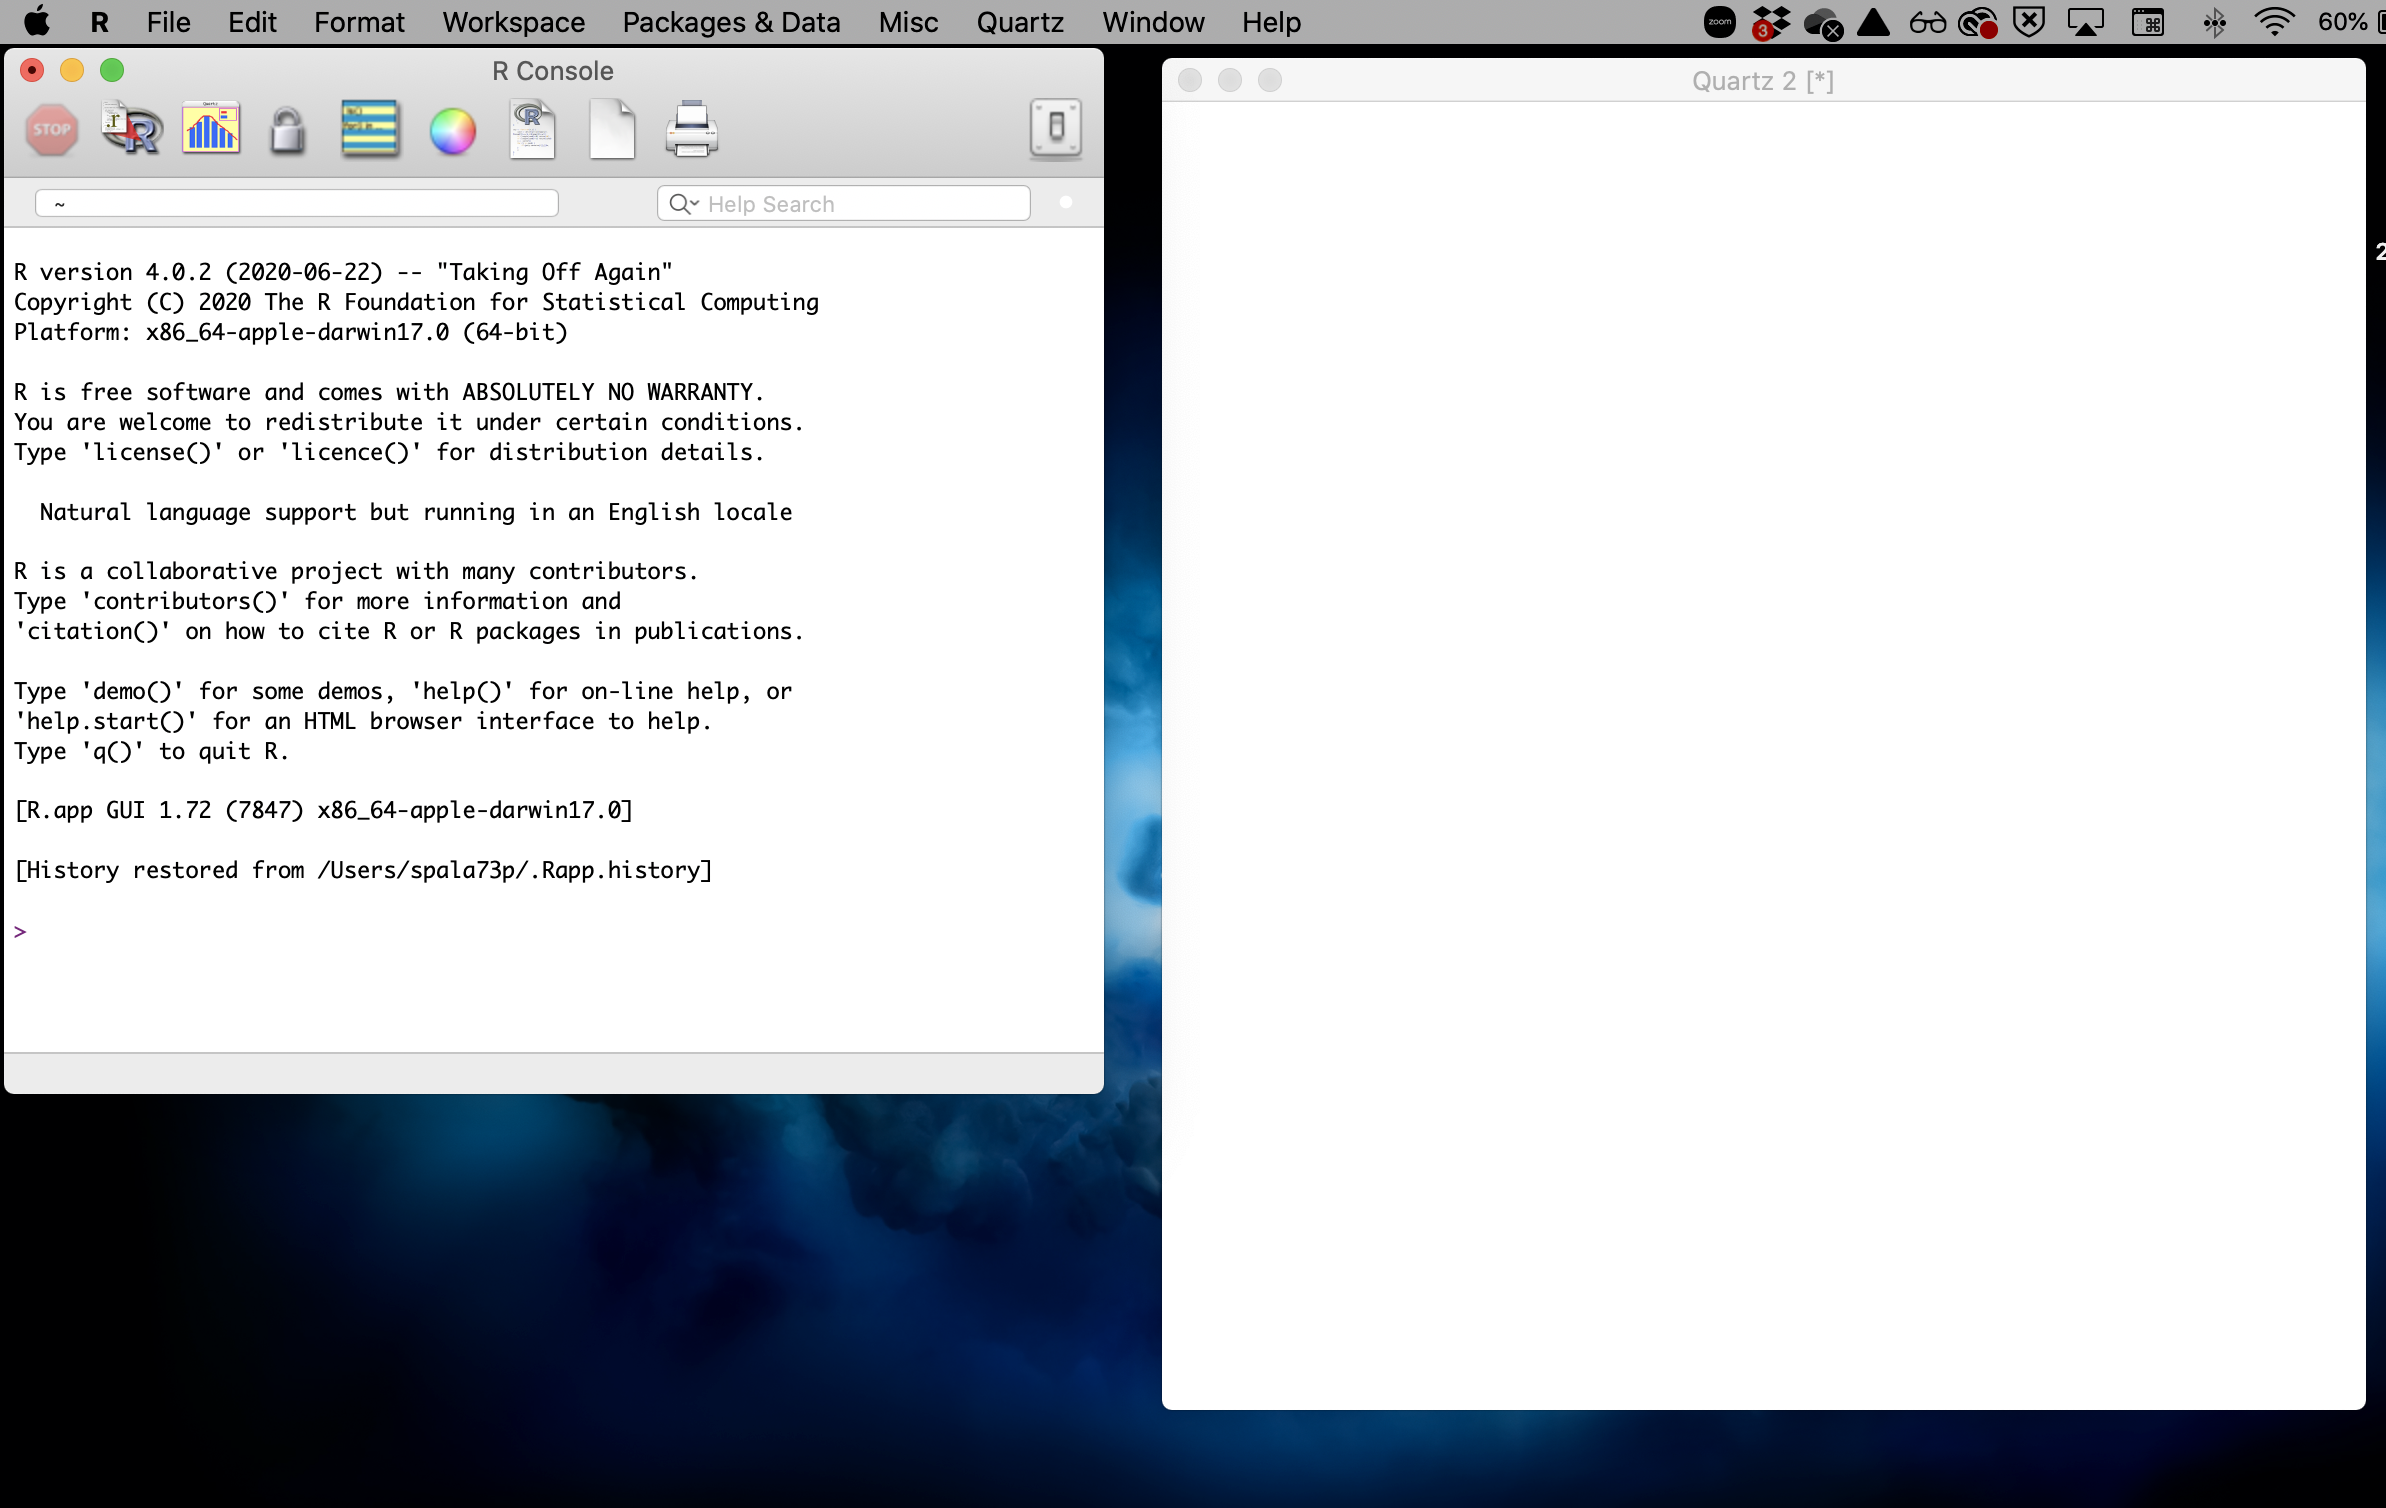 R File Edit Format Workspace Packages & Data Misc Quartz Window Help zoom 3 60%
R Console
STOP
~
Help Search
R version 4.0.2 (2020-06-22) -- "Taking Off Again"
Copyright (C) 2020 The R Foundation for Statistical Computing
Platform: x86_64-apple-darwin17.0 (64-bit)
R is free software and comes with ABSOLUTELY NO WARRANTY.
You are welcome to redistribute it under certain conditions.
Type 'license()' or 'licence()' for distribution details.
Natural language support but running in an English locale
R is a collaborative project with many contributors.
Type 'contributors()' for more information and
'citation()' on how to cite R or R packages in publications.
Type 'demo()' for some demos, 'help()' for on-line help, or
'help.start()' for an HTML browser interface to help.
Type 'q()' to quit R.
[R.app GUI 1.72 (7847) x86_64-apple-darwin17.0]
[History restored from /Users/spala73p/.Rapp.history]
>
Quartz 2 [*]
2